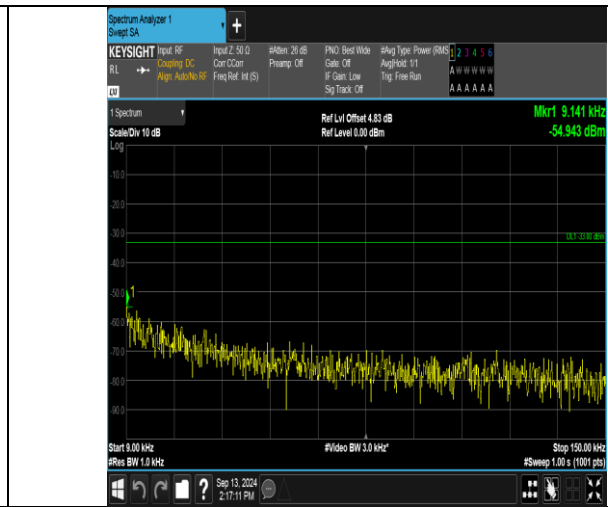 Spectrum Analyzer 1
Swept SA
+
KEYSIGHT
RL
Input: RF
Coupling: DC
Align: Auto/No RF
Input Z: 50 Ω
Corr CCorr
Freq Ref: Int (S)
#Atten: 26 dB
Preamp: Off
PNO: Best Wide
Gate: Off
IF Gain: Low
Sig Track: Off
#Avg Type: Power (RMS
Avg|Hold: 1/1
Trig: Free Run
1 2 3 4 5 6
A W W W W W
A A A A A A
LXI
1 Spectrum
Scale/Div 10 dB
Log
Ref Lvl Offset 4.83 dB
Ref Level 0.00 dBm
Mkr1 9.141 kHz
-54.943 dBm
-10.0
-20.0
-30.0
DL1 -33.00 dBm
-40.0
-50.0
1
-60.0
-70.0
-80.0
-90.0
Start 9.00 kHz
#Res BW 1.0 kHz
#Video BW 3.0 kHz*
Stop 150.00 kHz
#Sweep 1.00 s (1001 pts)
?
Sep 13, 2024
2:17:11 PM